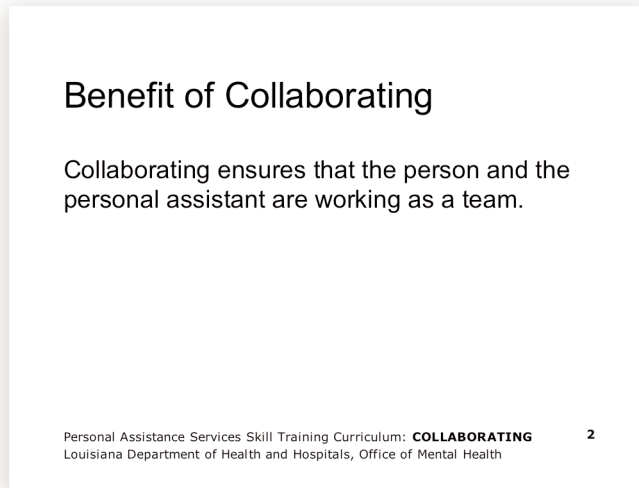 Benefit of Collaborating
Collaborating ensures that the person and the
personal assistant are working as a team.
Personal Assistance Services Skill Training Curriculum: COLLABORATING 2
Louisiana Department of Health and Hospitals, Office of Mental Health